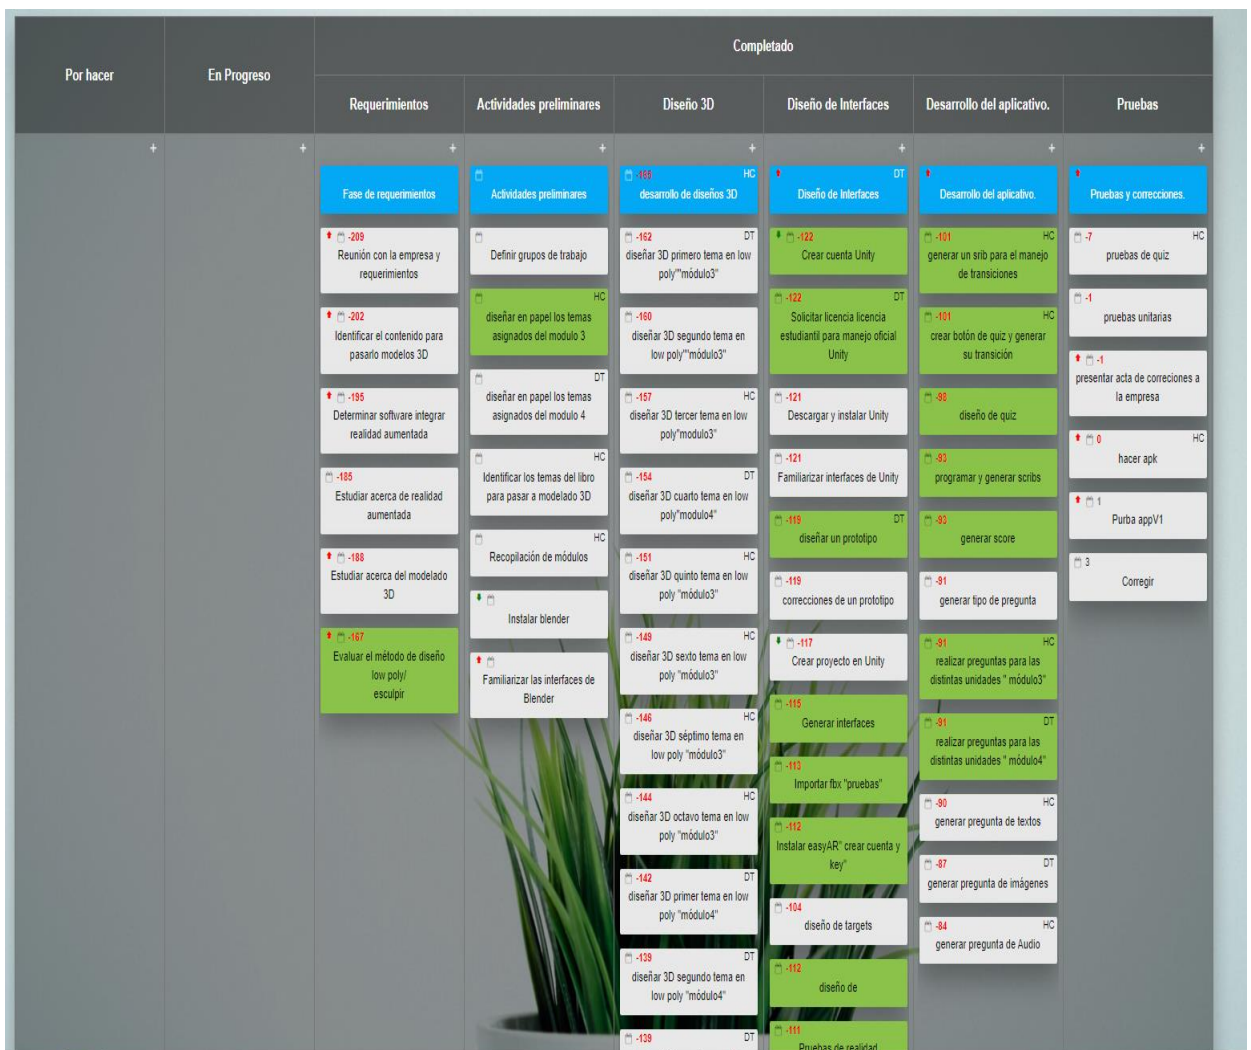 Completado
Por hacer
En Progreso
Requerimientos
Actividades preliminares
Diseño 3D
Diseño de Interfaces
Desarrollo del aplicativo.
Pruebas
+
+
+
+
+
+
+
+
Fase de requerimientos
-209
Reunión con la empresa y
requerimientos
-202
Identificar el contenido para
pasarlo modelos 3D
-195
Determinar software integrar
realidad aumentada
-185
Estudiar acerca de realidad
aumentada
-188
Estudiar acerca del modelado
3D
-167
Evaluar el método de diseño
low poly/
esculpir
Actividades preliminares
Definir grupos de trabajo
HC
diseñar en papel los temas
asignados del modulo 3
DT
diseñar en papel los temas
asignados del modulo 4
HC
Identificar los temas del libro
para pasar a modelado 3D
HC
Recopilación de módulos
Instalar blender
Familiarizar las interfaces de
Blender
-185 HC
desarrollo de diseños 3D
-162 DT
diseñar 3D primero tema en low
poly""módulo3"
-160
diseñar 3D segundo tema en
low poly""módulo3"
-157 HC
diseñar 3D tercer tema en low
poly"modulo3"
-154 DT
diseñar 3D cuarto tema en low
poly"modulo4"
-151 HC
diseñar 3D quinto tema en low
poly "módulo3"
-149 HC
diseñar 3D sexto tema en low
poly "módulo3"
-146 HC
diseñar 3D séptimo tema en
low poly "módulo3"
-144 HC
diseñar 3D octavo tema en low
poly "módulo3"
-142 DT
diseñar 3D primer tema en low
poly "módulo4"
-139 DT
diseñar 3D segundo tema en
low poly "módulo4"
-139 DT
DT
Diseño de Interfaces
-122
Crear cuenta Unity
-122 DT
Solicitar licencia licencia
estudiantil para manejo oficial
Unity
-121
Descargar y instalar Unity
-121
Familiarizar interfaces de Unity
-119 DT
diseñar un prototipo
-119
correcciones de un prototipo
-117
Crear proyecto en Unity
-115
Generar interfaces
-113
Importar fbx "pruebas"
-112
Instalar easyAR" crear cuenta y
key"
-104
diseño de targets
-112
diseño de
-111
Pruebas de realidad
Desarrollo del aplicativo.
-101 HC
generar un srib para el manejo
de transiciones
-101 HC
crear botón de quiz y generar
su transición
-98
diseño de quiz
-93
programar y generar scribs
-93
generar score
-91
generar tipo de pregunta
-91 HC
realizar preguntas para las
distintas unidades " módulo3"
-91 DT
realizar preguntas para las
distintas unidades " módulo4"
-90 HC
generar pregunta de textos
-87 DT
generar pregunta de imágenes
-84 HC
generar pregunta de Audio
Pruebas y correcciones.
-7 HC
pruebas de quiz
-1
pruebas unitarias
-1
presentar acta de correciones a
la empresa
0 HC
hacer apk
1
Purba appV1
3
Corregir